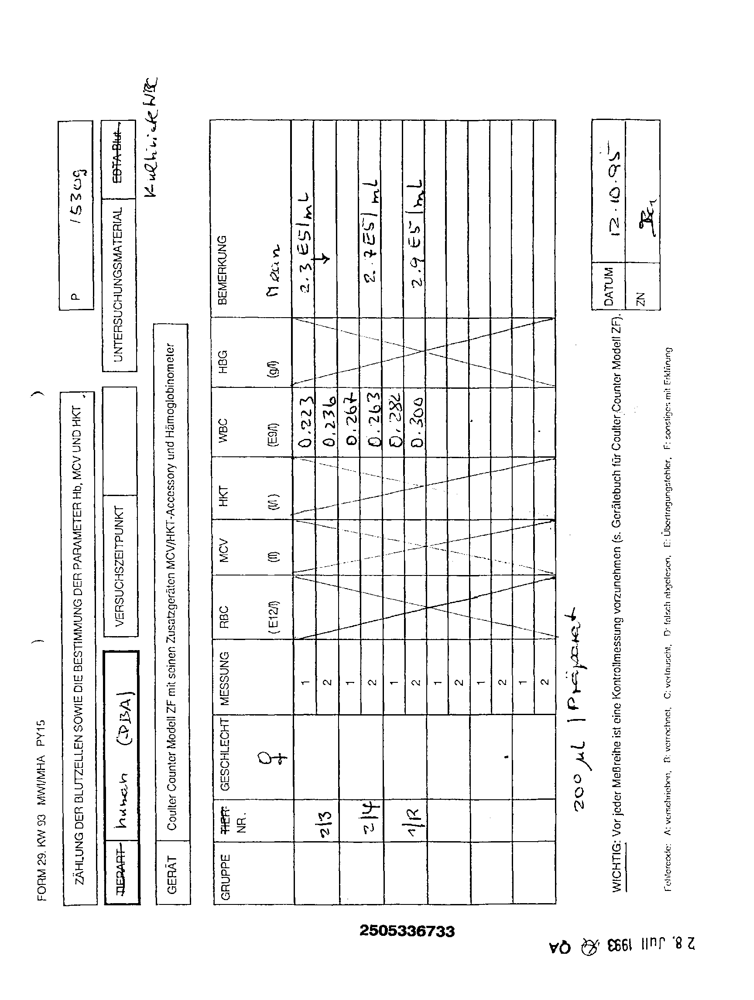 FORM 29. KW 93 MWI/MHA PY15
ZÄHLUNG DER BLUTZELLEN SOWIE DIE BESTIMMUNG DER PARAMETER Hb, MCV UND HKT
P 1530g
TIERART human (PBA)
VERSUCHSZEITPUNKT
UNTERSUCHUNGSMATERIAL EDTA-Blut
Kultivierte WBC
GERÄT Coulter Counter Modell ZF mit seinen Zusatzgeräten MCV/HKT-Accessory und Hämoglobinometer
GRUPPE TIER- NR. GESCHLECHT MESSUNG RBC MCV HKT WBC HBG BEMERKUNG
♀ (E12/l) (fl) (l/l) (E9/l) (g/l) Mean
1 0.223 2.3 E5/mL
2/3 2 0.236
1 0.267
2/4 2 0.263 2.7 E5/mL
1 0.282
1/R 2 0.300 2.9 E5/mL
1
2
1
2
1
2
200 µL / Präparat
WICHTIG: Vor jeder Meßreihe ist eine Kontrollmessung vorzunehmen (s. Gerätebuch für Coulter Counter Modell ZF).
DATUM 12.10.95
ZN
Fehlercode: A: verschrieben, B: verrechnet, C: vertauscht, D: falsch abgelesen, E: Übertragungsfehler, F: sonstiges mit Erklärung
2505336733
28. Juli 1993 QA